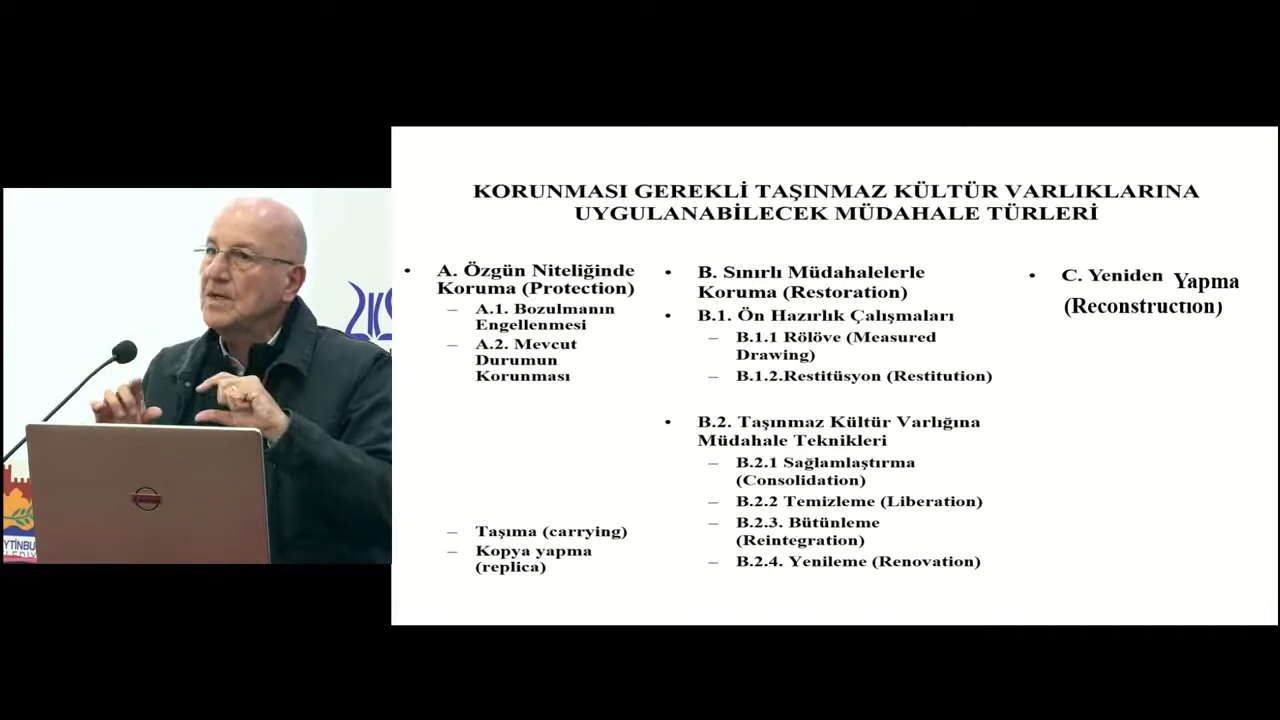 KORUNMASI GEREKLİ TAŞINMAZ KÜLTÜR VARLIKLARINA
UYGULANABİLECEK MÜDAHALE TÜRLERİ
• A. Özgün Niteliğinde
Koruma (Protection)
– A.1. Bozulmanın
Engellenmesi
– A.2. Mevcut
Durumun
Korunması
– Taşıma (carrying)
– Kopya yapma
(replica)
• B. Sınırlı Müdahalelerle
Koruma (Restoration)
• B.1. Ön Hazırlık Çalışmaları
– B.1.1 Rölöve (Measured
Drawing)
– B.1.2.Restitüsyon (Restitution)
• B.2. Taşınmaz Kültür Varlığına
Müdahale Teknikleri
– B.2.1 Sağlamlaştırma
(Consolidation)
– B.2.2 Temizleme (Liberation)
– B.2.3. Bütünleme
(Reintegration)
– B.2.4. Yenileme (Renovation)
• C. Yeniden Yapma
(Reconstruction)